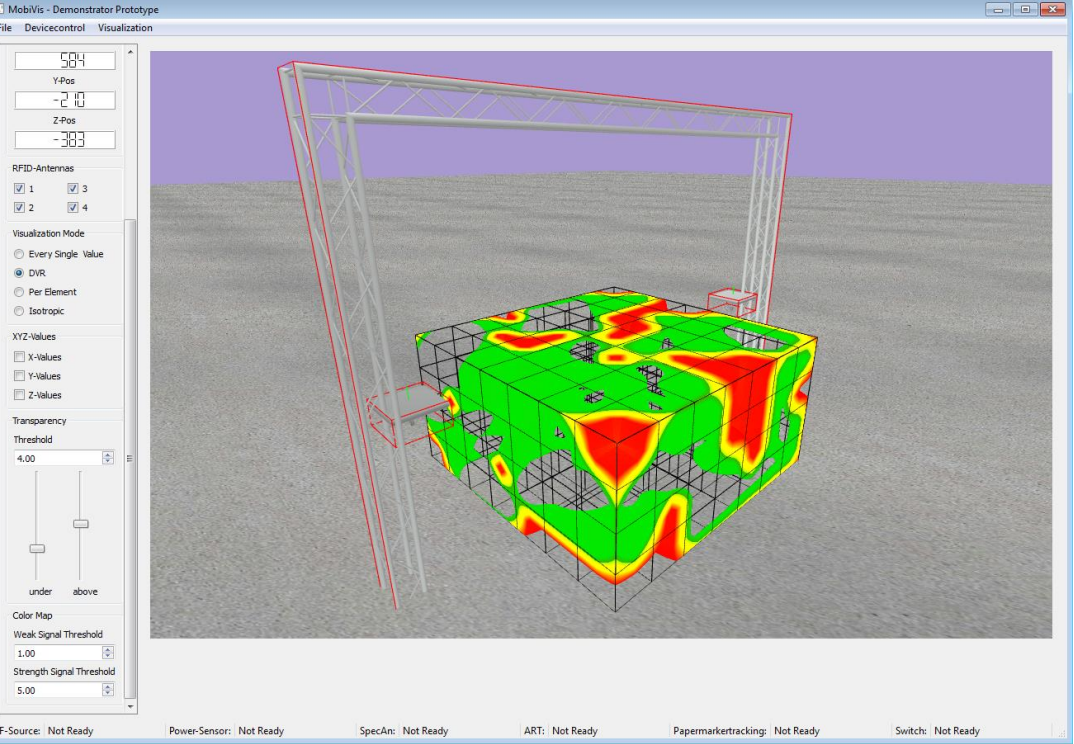 MobiVis - Demonstrator Prototype
File Devicecontrol Visualization
584
Y-Pos
-210
Z-Pos
-383
RFID-Antennas
1 3
2 4
Visualization Mode
Every Single Value
DVR
Per Element
Isotropic
XYZ-Values
X-Values
Y-Values
Z-Values
Transparency
Threshold
4.00
under above
Color Map
Weak Signal Threshold
1.00
Strength Signal Threshold
5.00
F-Source: Not Ready Power-Sensor: Not Ready SpecAn: Not Ready ART: Not Ready Papermarkertracking: Not Ready Switch: Not Ready